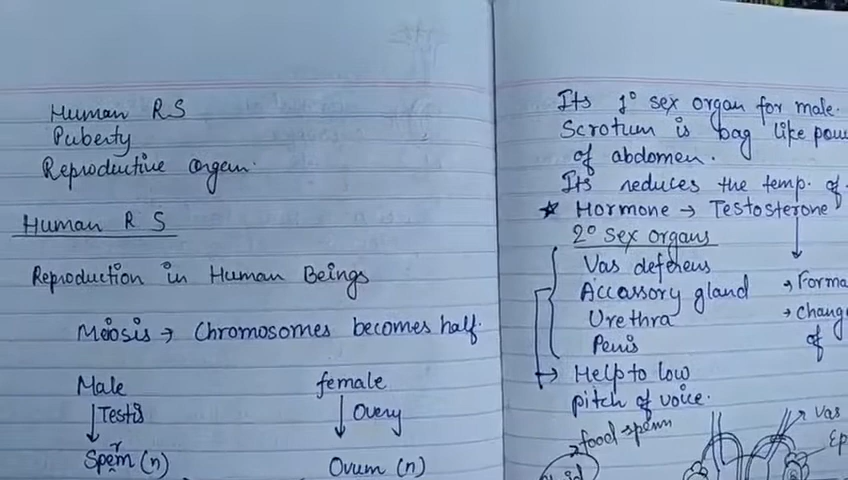 Human R S
Puberty
Reproductive organ.
Human R S
Reproduction in Human Beings
Meiosis → Chromosomes becomes half.
Male
Testis
Sperm (n)
female
Overy
Ovum (n)
Its 1° sex organ for male.
Scrotum is bag like
of abdomen.
Its reduces the temp. of
★ Hormone → Testosterone
2° sex organs
Vas deferens
Accassory gland
Urethra
Penis
→ Help to low
pitch of voice.
→ Forma
→ chang
of
food sperm
Vas
Ep